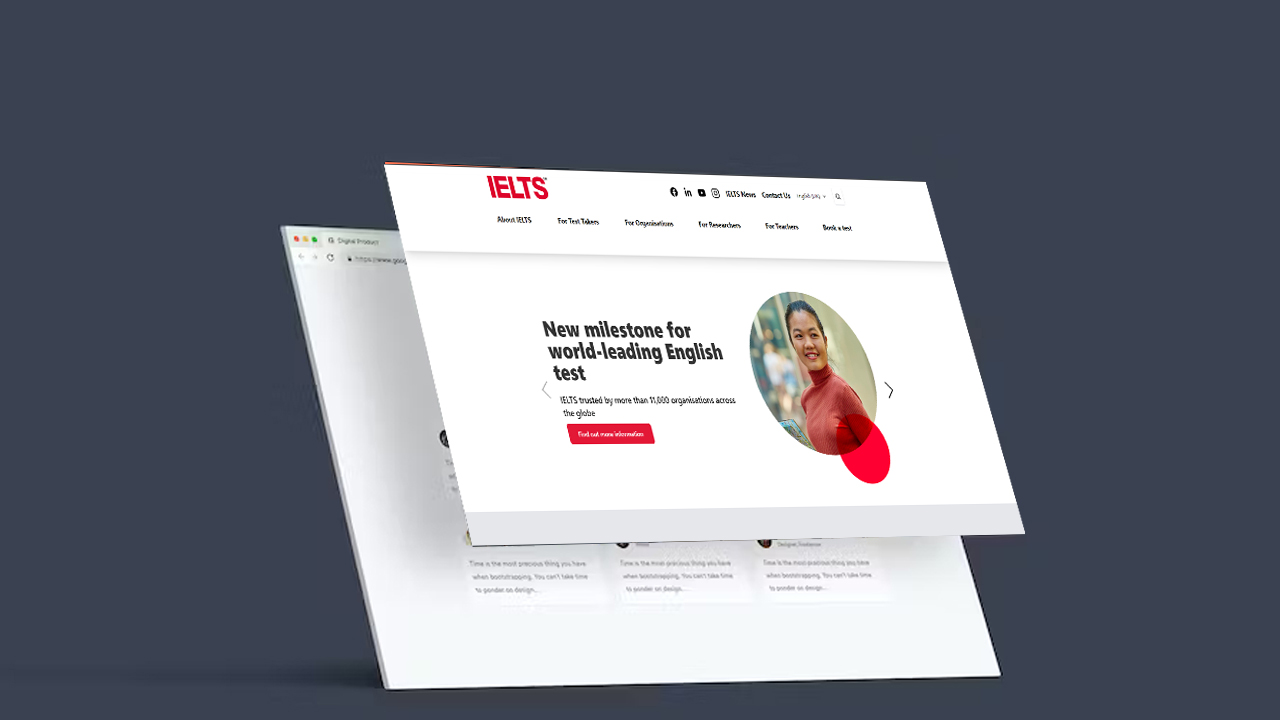 IELTS
IELTS News Contact Us
About IELTS For Test Takers For Organisations For Researchers For Teachers Book a test
New milestone for
world-leading English
test
IELTS trusted by more than 11,000 organisations across
the globe
Find out more information
Digital Product
https://www.goog
Designer, Freelancer
Time is the most precious thing you have
when bootstrapping. You can't take time
to ponder on design...
Time is the most precious thing you have
when bootstrapping. You can't take time
to ponder on design...
Time is the most precious thing you have
when bootstrapping. You can't take time
to ponder on design...